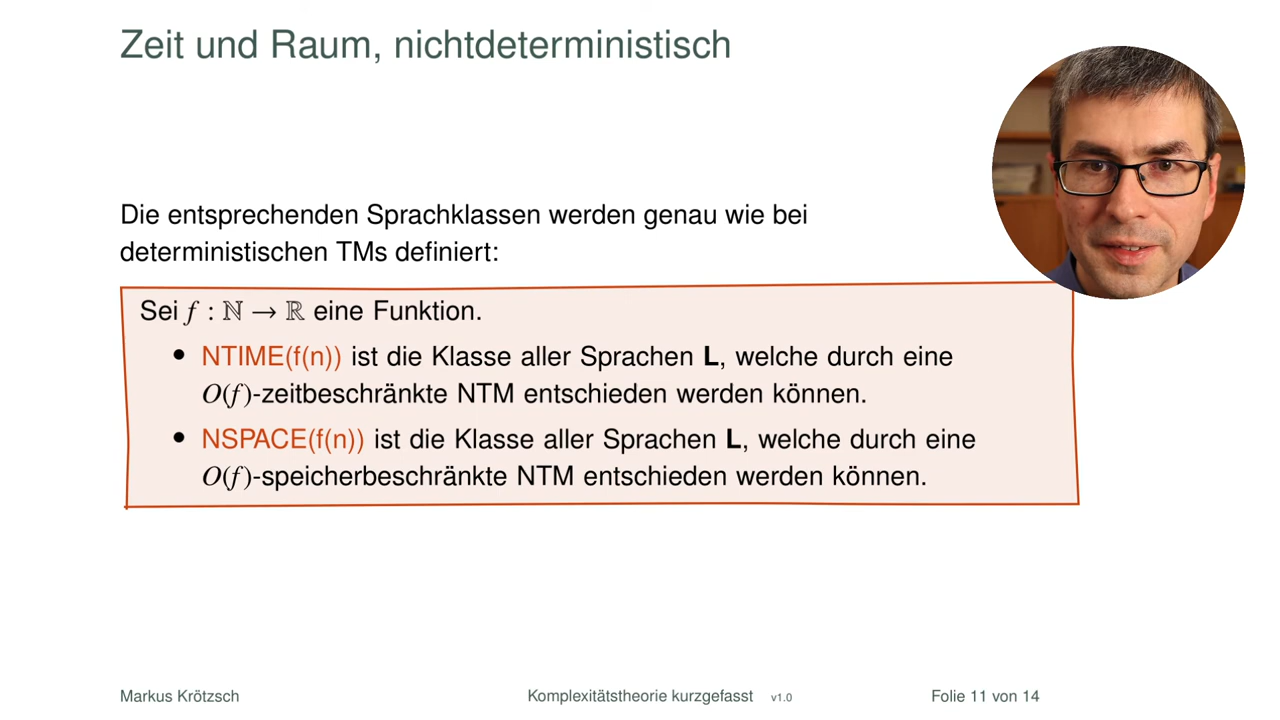 Zeit und Raum, nichtdeterministisch
Die entsprechenden Sprachklassen werden genau wie bei
deterministischen TMs definiert:
Sei f : ℕ → ℝ eine Funktion.
• NTIME(f(n)) ist die Klasse aller Sprachen L, welche durch eine
O(f)-zeitbeschränkte NTM entschieden werden können.
• NSPACE(f(n)) ist die Klasse aller Sprachen L, welche durch eine
O(f)-speicherbeschränkte NTM entschieden werden können.
Markus Krötzsch Komplexitätstheorie kurzgefasst v1.0 Folie 11 von 14